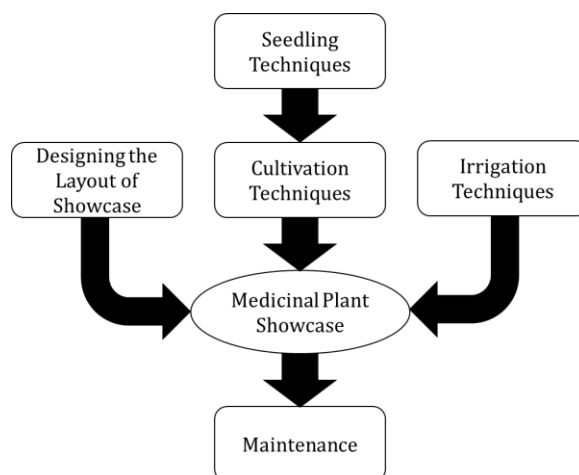 Seedling
Techniques
Designing the
Layout of
Showcase
Cultivation
Techniques
Irrigation
Techniques
Medicinal Plant
Showcase
Maintenance